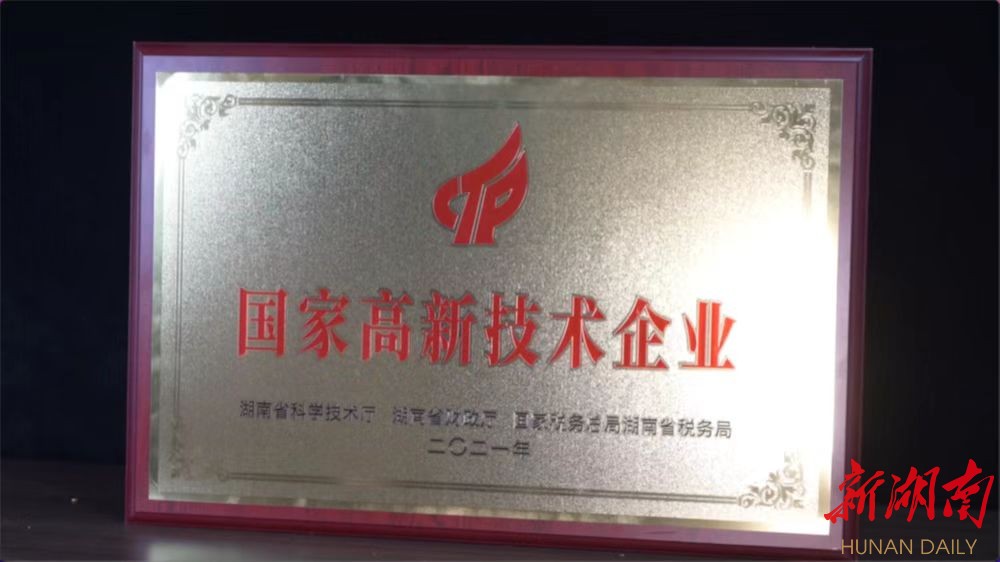 CTP
国家高新技术企业
湖南省科学技术厅 湖南省财政厅 国家税务总局湖南省税务局
二〇二一年
新湖南
HUNAN DAILY